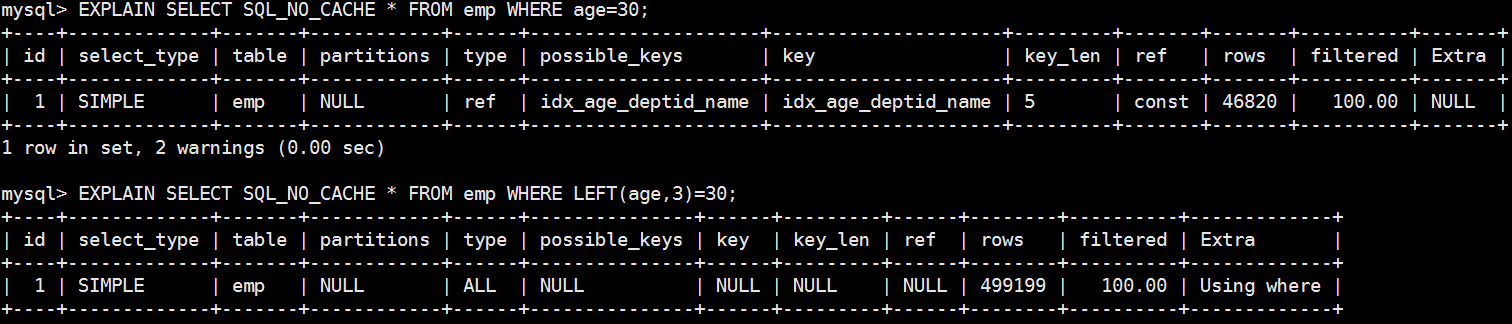 mysql> EXPLAIN SELECT SQL_NO_CACHE * FROM emp WHERE age=30;
+----+-------------+-------+------------+------+----------------------+----------------------+---------+-------+-------+----------+-------+
| id | select_type | table | partitions | type | possible_keys        | key                  | key_len | ref   | rows  | filtered | Extra |
+----+-------------+-------+------------+------+----------------------+----------------------+---------+-------+-------+----------+-------+
|  1 | SIMPLE      | emp   | NULL       | ref  | idx_age_deptid_name | idx_age_deptid_name | 5       | const | 46820 |   100.00 | NULL  |
+----+-------------+-------+------------+------+----------------------+----------------------+---------+-------+-------+----------+-------+
1 row in set, 2 warnings (0.00 sec)
mysql> EXPLAIN SELECT SQL_NO_CACHE * FROM emp WHERE LEFT(age,3)=30;
+----+-------------+-------+------------+------+---------------+------+---------+------+--------+----------+-------------+
| id | select_type | table | partitions | type | possible_keys | key  | key_len | ref  | rows   | filtered | Extra       |
+----+-------------+-------+------------+------+---------------+------+---------+------+--------+----------+-------------+
|  1 | SIMPLE      | emp   | NULL       | ALL  | NULL          | NULL | NULL    | NULL | 499199 |   100.00 | Using where |
+----+-------------+-------+------------+------+---------------+------+---------+------+--------+----------+-------------+